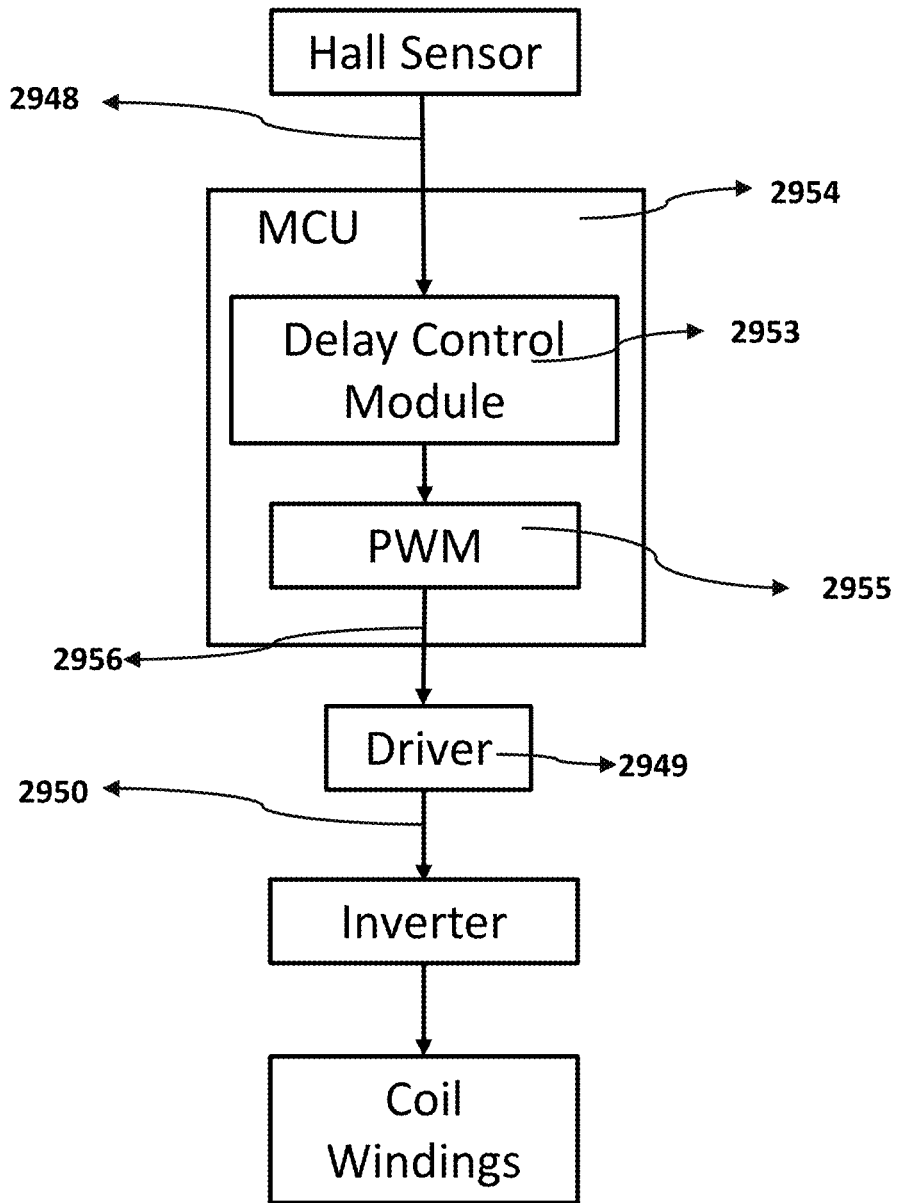 Hall Sensor
2948
2954
MCU
Delay Control
Module
2953
PWM
2955
2956
Driver
2949
2950
Inverter
Coil
Windings